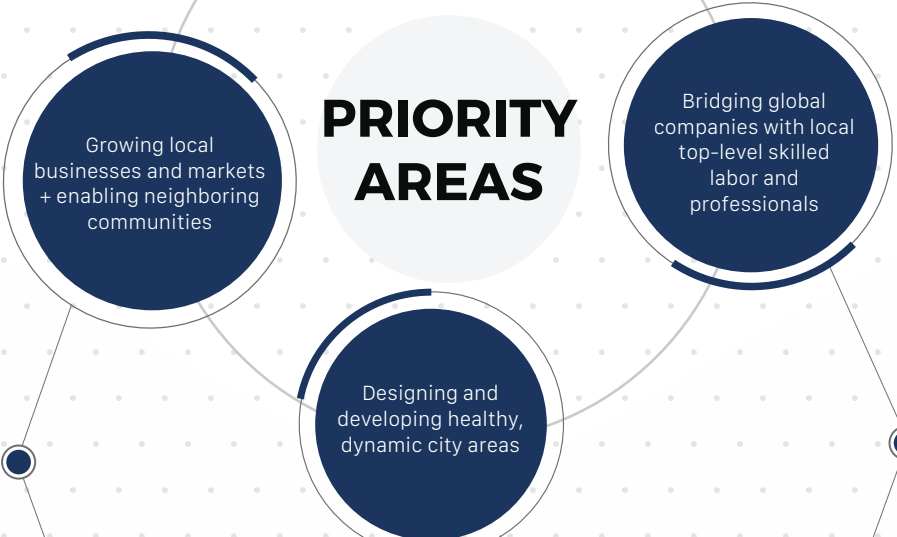 PRIORITY
AREAS
Growing local
businesses and markets
+ enabling neighboring
communities
Bridging global
companies with local
top-level skilled
labor and
professionals
Designing and
developing healthy,
dynamic city areas